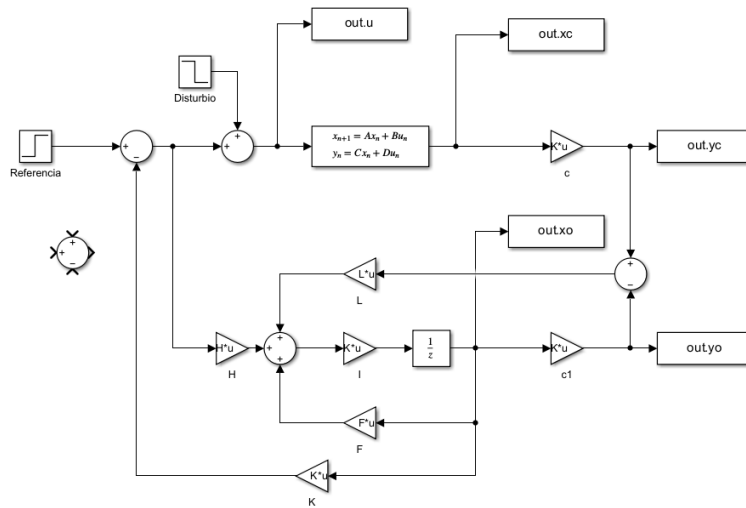 out.u
out.xc
Disturbio
+
+
+
−
Referencia
x_{n+1} = Ax_n + Bu_n
y_n = Cx_n + Du_n
K*u
c
out.yc
out.xo
+
+
−
L*u
L
+
−
H*u
H
+
+
+
K*u
I
1
z
K*u
c1
out.yo
F*u
F
K*u
K